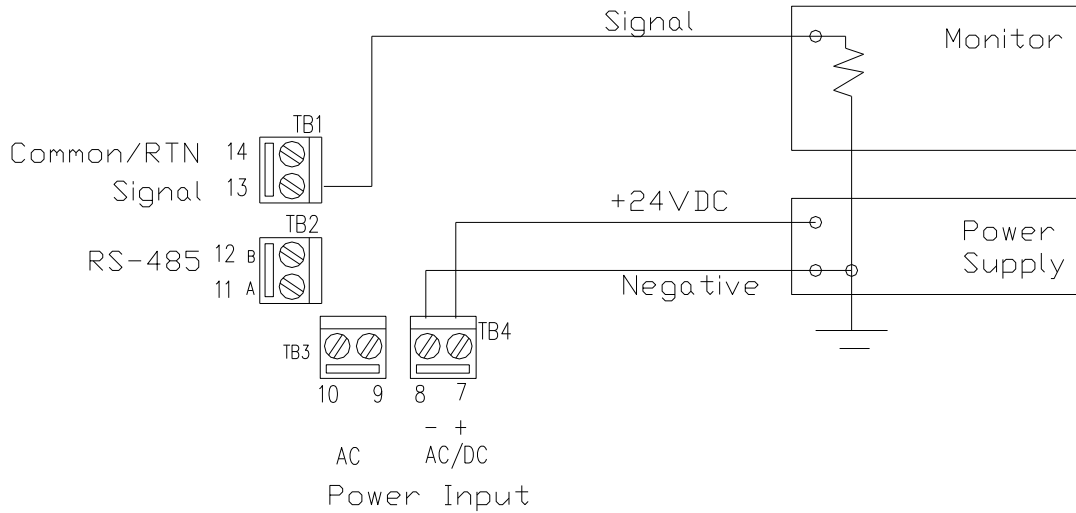 Signal
Monitor
TB1
Common/RTN 14
Signal 13
+24VDC
TB2
Power
Supply
RS-485 12 B
11 A
Negative
TB3
TB4
10 9 8 7
- +
AC AC/DC
Power Input